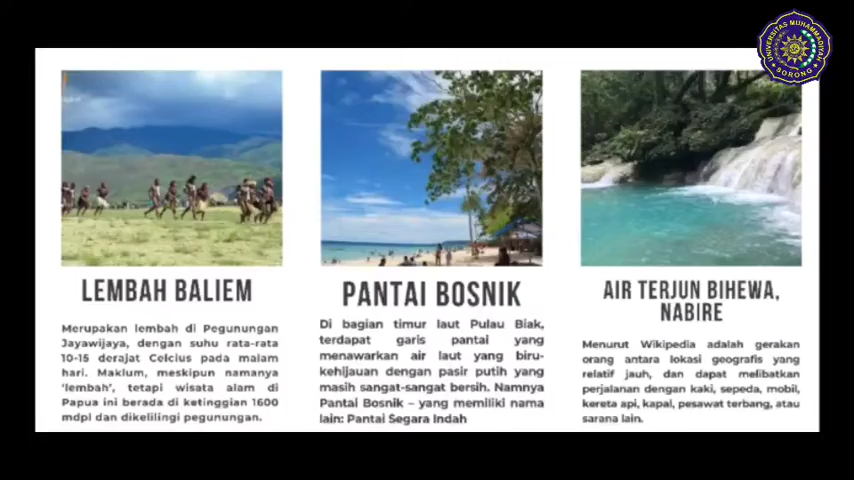 UNIVERSITAS MUHAMMADIYAH
SORONG
LEMBAH BALIEM
Merupakan lembah di Pegunungan
Jayawijaya, dengan suhu rata-rata
10-15 derajat Celcius pada malam
hari. Maklum, meskipun namanya
'lembah', tetapi wisata alam di
Papua ini berada di ketinggian 1600
mdpl dan dikelilingi pegunungan.
PANTAI BOSNIK
Di bagian timur laut Pulau Biak,
terdapat garis pantai yang
menawarkan air laut yang biru-
kehijauan dengan pasir putih yang
masih sangat-sangat bersih. Namnya
Pantai Bosnik – yang memiliki nama
lain: Pantai Segara Indah
AIR TERJUN BIHEWA,
NABIRE
Menurut Wikipedia adalah gerakan
orang antara lokasi geografis yang
relatif jauh, dan dapat melibatkan
perjalanan dengan kaki, sepeda, mobil,
kereta api, kapal, pesawat terbang, atau
sarana lain.